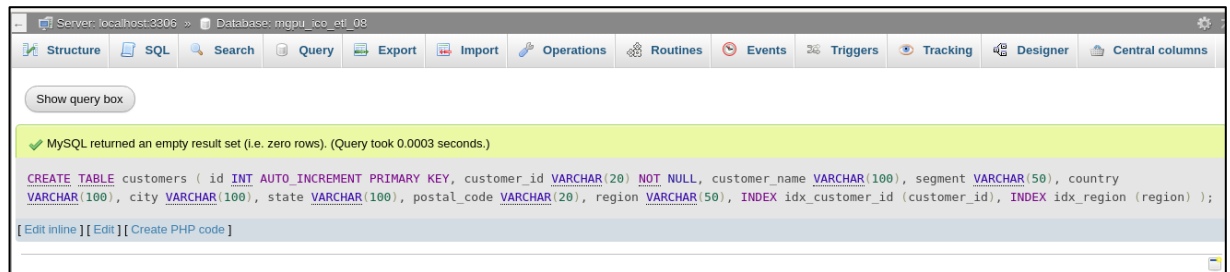 Server: localhost:3306 » Database: mgpu_ico_etl_08
Structure SQL Search Query Export Import Operations Routines Events Triggers Tracking Designer Central columns
Show query box
MySQL returned an empty result set (i.e. zero rows). (Query took 0.0003 seconds.)
CREATE TABLE customers ( id INT AUTO_INCREMENT PRIMARY KEY, customer_id VARCHAR(20) NOT NULL, customer_name VARCHAR(100), segment VARCHAR(50), country
VARCHAR(100), city VARCHAR(100), state VARCHAR(100), postal_code VARCHAR(20), region VARCHAR(50), INDEX idx_customer_id (customer_id), INDEX idx_region (region) );
[ Edit inline ] [ Edit ] [ Create PHP code ]